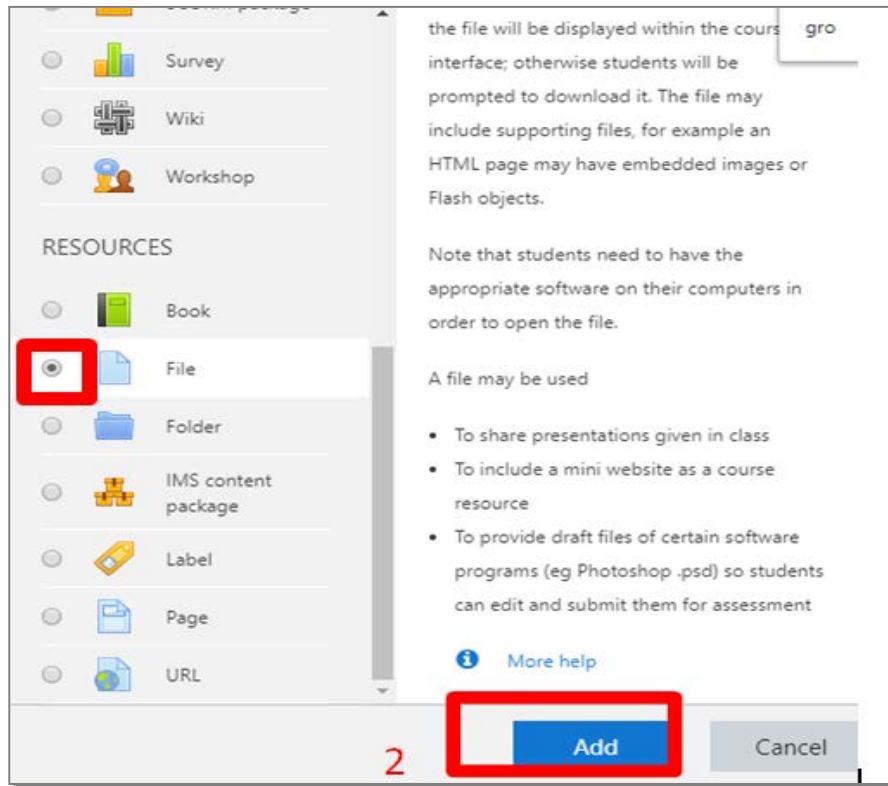 Survey
Wiki
Workshop
RESOURCES
Book
File
Folder
IMS content
package
Label
Page
URL
the file will be displayed within the cours
gro
interface; otherwise students will be
prompted to download it. The file may
include supporting files, for example an
HTML page may have embedded images or
Flash objects.
Note that students need to have the
appropriate software on their computers in
order to open the file.
A file may be used
• To share presentations given in class
• To include a mini website as a course
resource
• To provide draft files of certain software
programs (eg Photoshop .psd) so students
can edit and submit them for assessment
More help
2
Add
Cancel